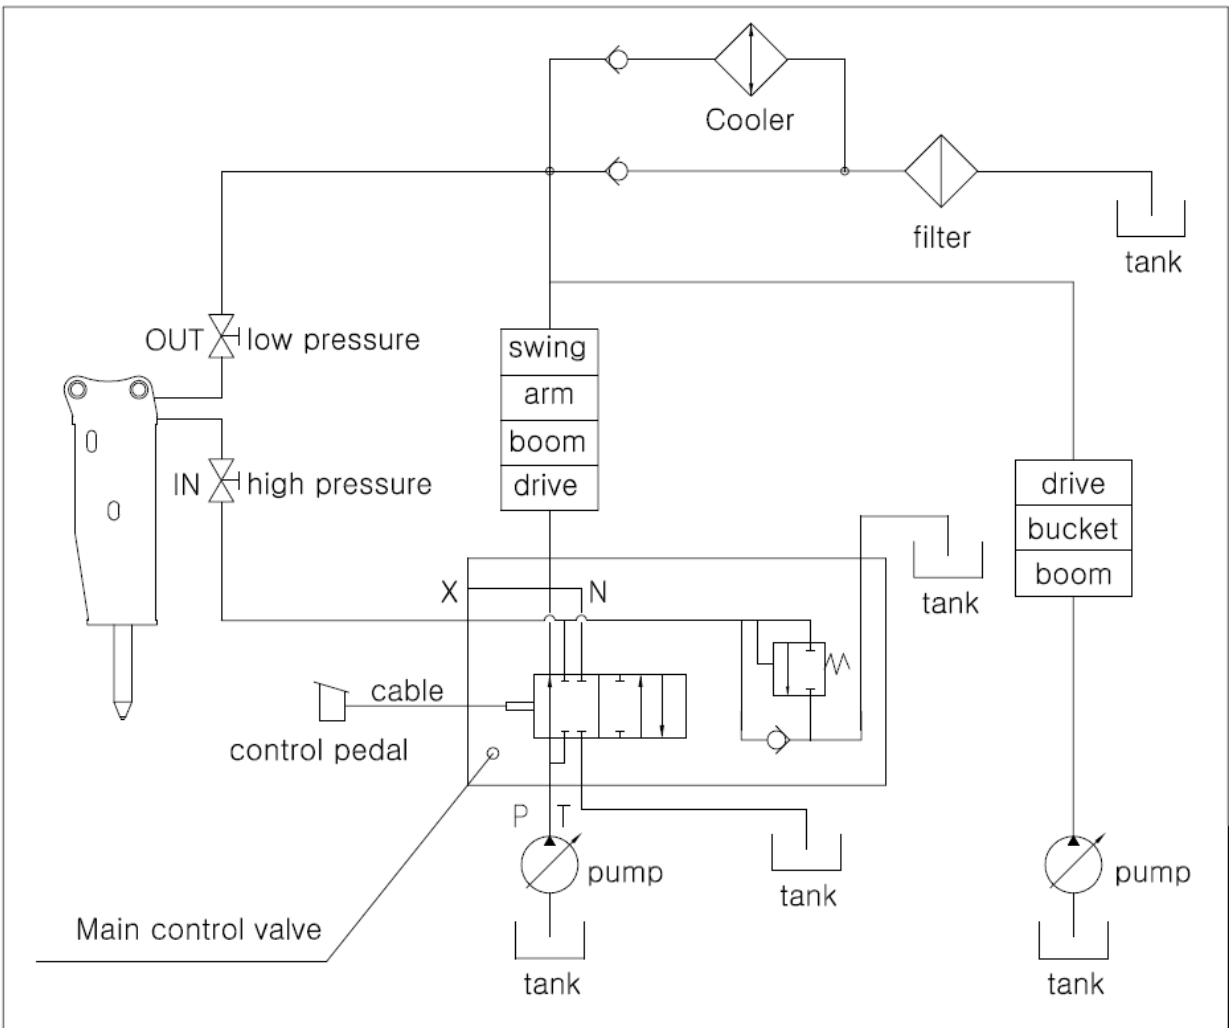 Cooler
filter
tank
OUT
low pressure
swing
arm
boom
drive
IN
high pressure
drive
bucket
boom
X
N
tank
cable
control pedal
P
T
pump
tank
pump
Main control valve
tank
tank